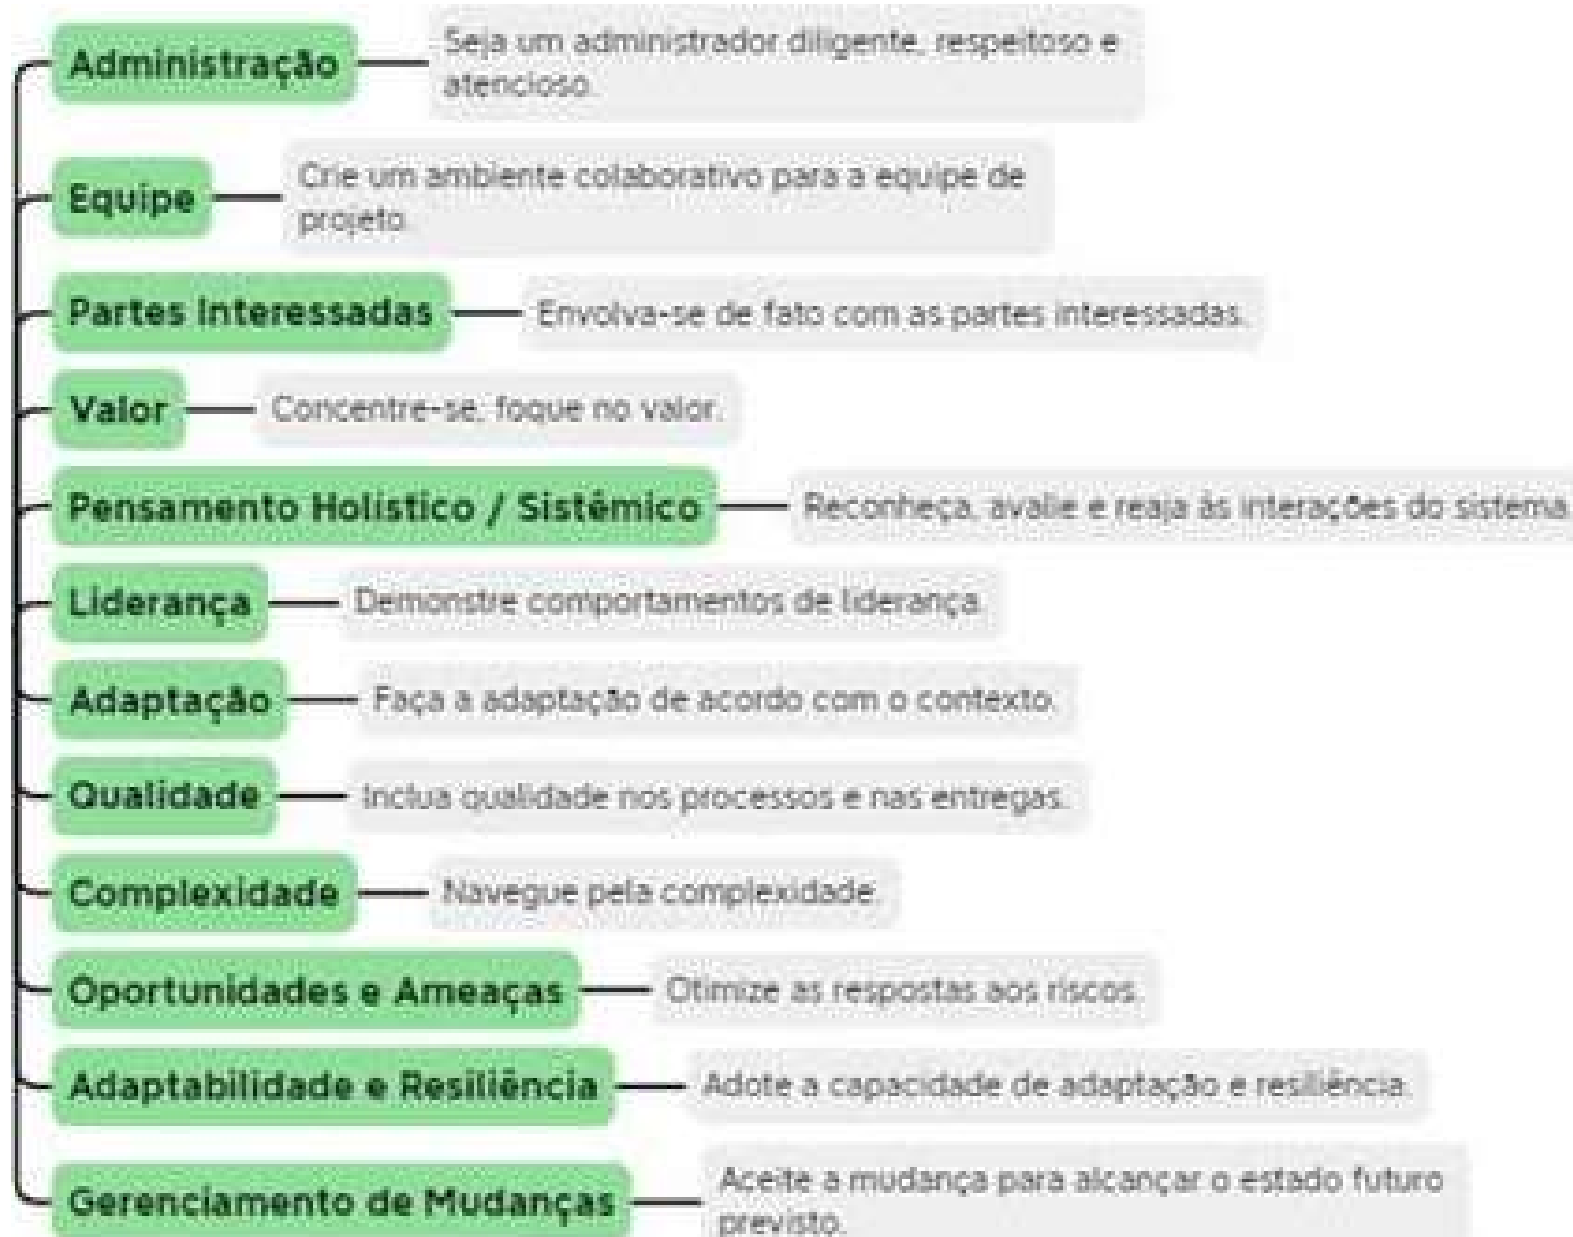 Administração
Seja um administrador diligente, respeitoso e
atencioso.
Equipe
Crie um ambiente colaborativo para a equipe de
projeto.
Partes Interessadas
Envolva-se de fato com as partes interessadas.
Valor
Concentre-se, foque no valor.
Pensamento Holístico / Sistêmico
Reconheça, avalie e reaja às interações do sistema.
Liderança
Demonstre comportamentos de liderança.
Adaptação
Faça a adaptação de acordo com o contexto.
Qualidade
Inclua qualidade nos processos e nas entregas.
Complexidade
Navegue pela complexidade.
Oportunidades e Ameaças
Otimize as respostas aos riscos.
Adaptabilidade e Resiliência
Adote a capacidade de adaptação e resiliência.
Gerenciamento de Mudanças
Aceite a mudança para alcançar o estado futuro
previsto.